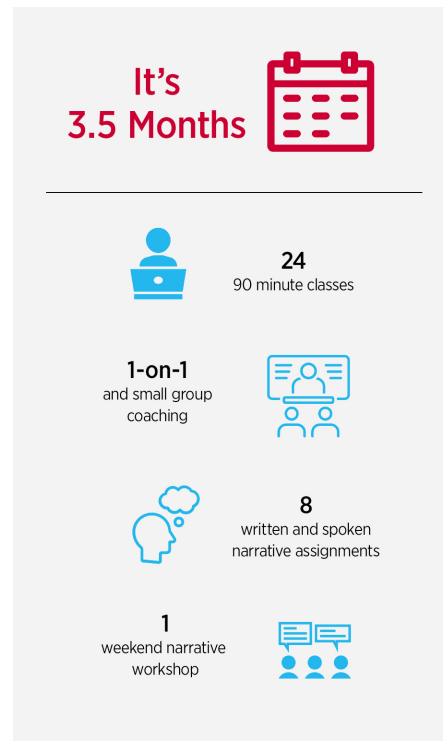 It’s
3.5 Months
24
90 minute classes
1-on-1
and small group
coaching
8
written and spoken
narrative assignments
1
weekend narrative
workshop